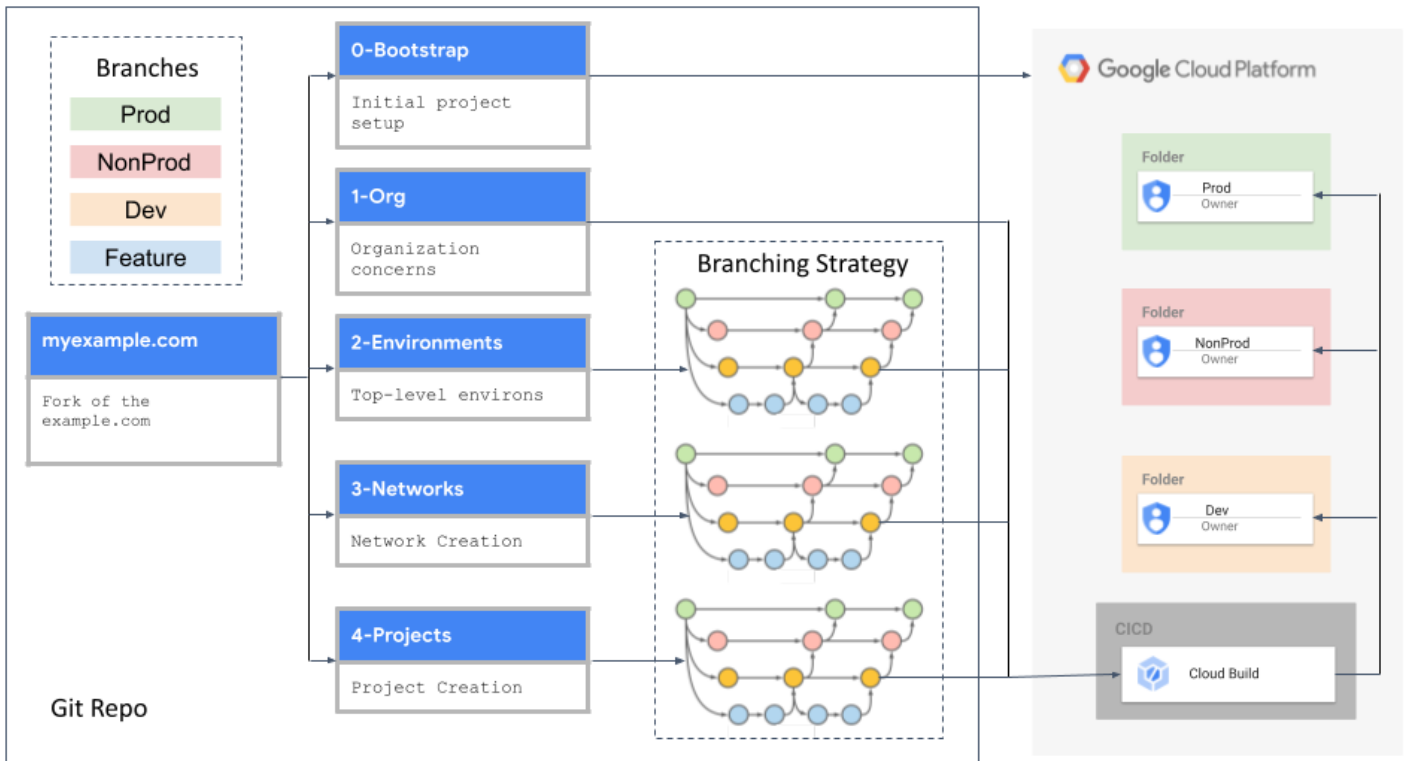 Branches
Prod
NonProd
Dev
Feature
myexample.com
Fork of the
example.com
Git Repo
0-Bootstrap
Initial project
setup
1-Org
Organization
concerns
2-Environments
Top-level environs
3-Networks
Network Creation
4-Projects
Project Creation
Branching Strategy
Google Cloud Platform
Folder
Prod
Owner
Folder
NonProd
Owner
Folder
Dev
Owner
CICD
Cloud Build